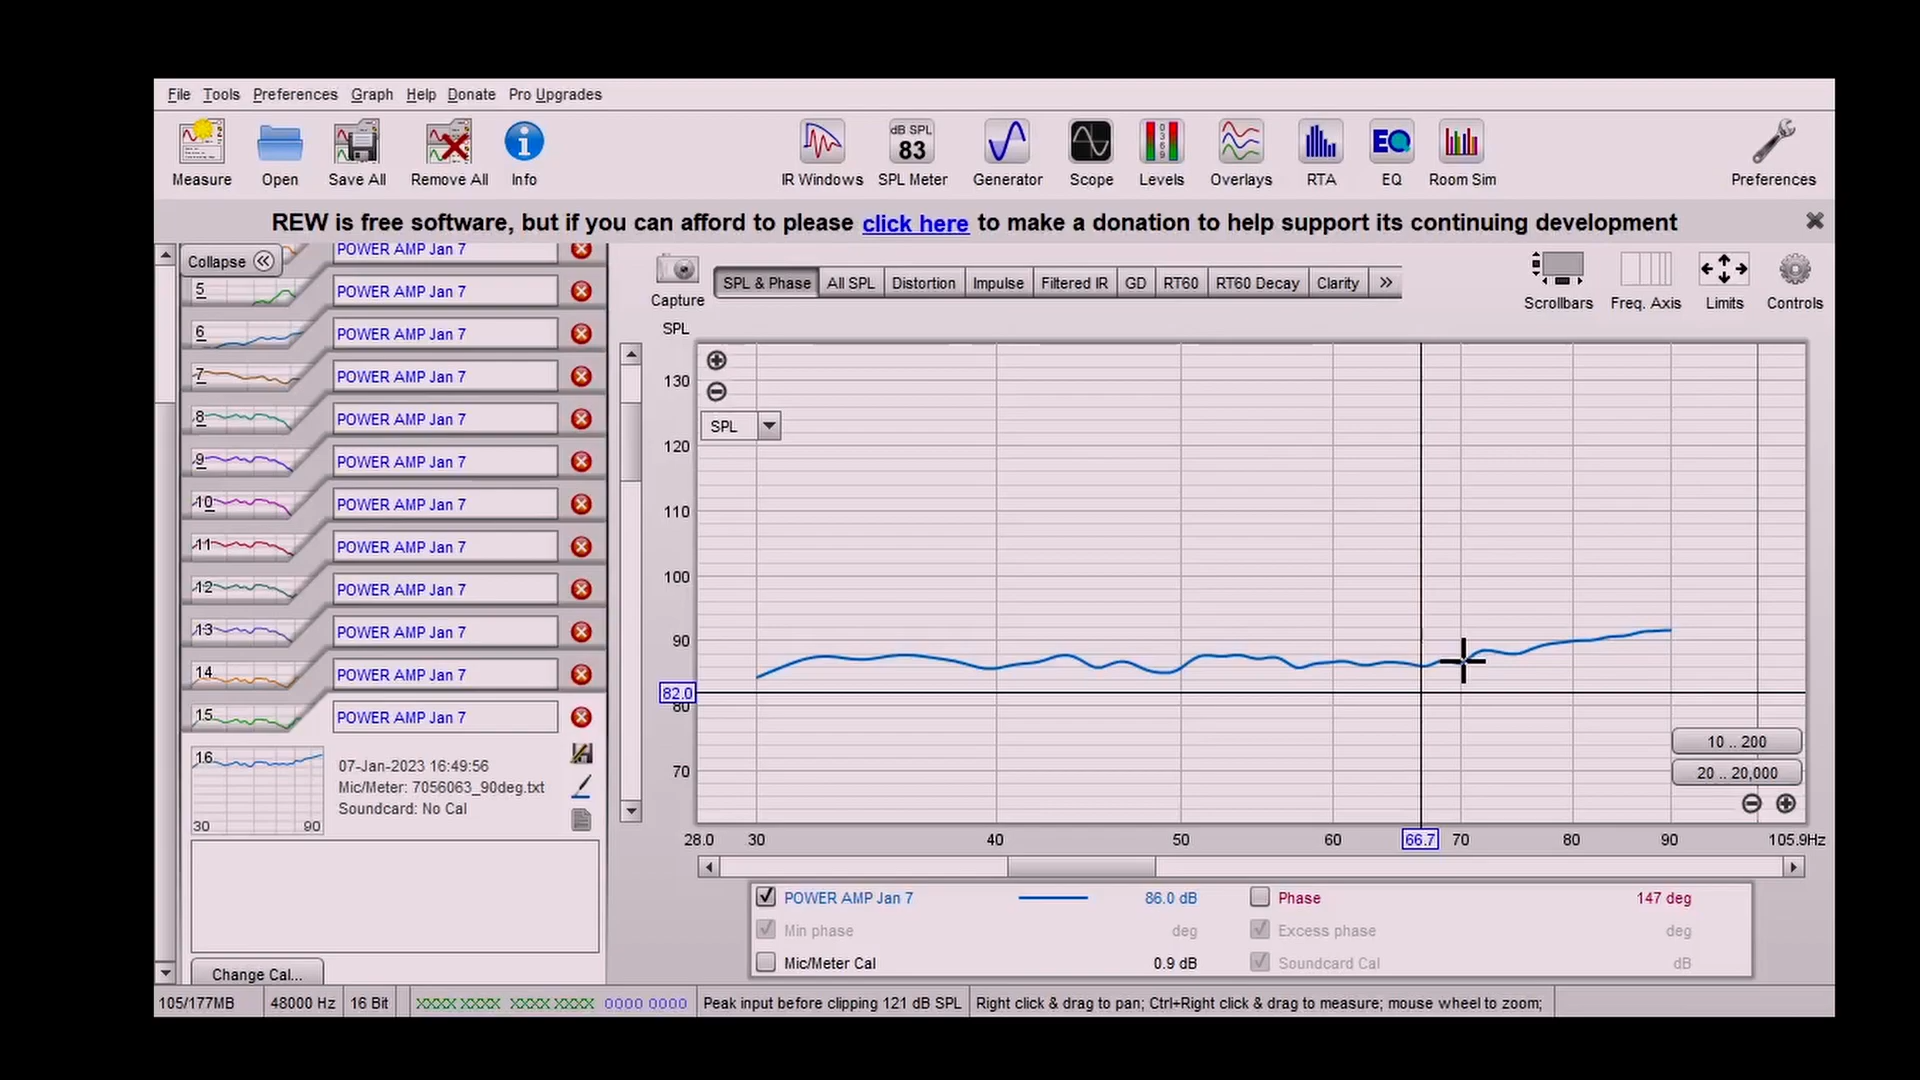 File Tools Preferences Graph Help Donate Pro Upgrades
dB SPL
83
EQ
Measure Open Save All Remove All Info IR Windows SPL Meter Generator Scope Levels Overlays RTA EQ Room Sim Preferences
REW is free software, but if you can afford to please click here to make a donation to help support its continuing development
Collapse
POWER AMP Jan 7
5 POWER AMP Jan 7
6 POWER AMP Jan 7
7 POWER AMP Jan 7
8 POWER AMP Jan 7
9 POWER AMP Jan 7
10 POWER AMP Jan 7
11 POWER AMP Jan 7
12 POWER AMP Jan 7
13 POWER AMP Jan 7
14 POWER AMP Jan 7
15 POWER AMP Jan 7
16
07-Jan-2023 16:49:56
Mic/Meter: 7056063_90deg.txt
Soundcard: No Cal
30 90
Change Cal...
Capture
SPL & Phase All SPL Distortion Impulse Filtered IR GD RT60 RT60 Decay Clarity
Scrollbars Freq. Axis Limits Controls
SPL
130
SPL
120
110
100
90
82.0
80
70
10 .. 200
20 .. 20,000
28.0 30 40 50 60 66.7 70 80 90 105.9Hz
POWER AMP Jan 7 86.0 dB Phase 147 deg
Min phase deg Excess phase deg
Mic/Meter Cal 0.9 dB Soundcard Cal dB
105/177MB 48000 Hz 16 Bit XXXX XXXX XXXX XXXX 0000 0000 Peak input before clipping 121 dB SPL Right click & drag to pan; Ctrl+Right click & drag to measure; mouse wheel to zoom;